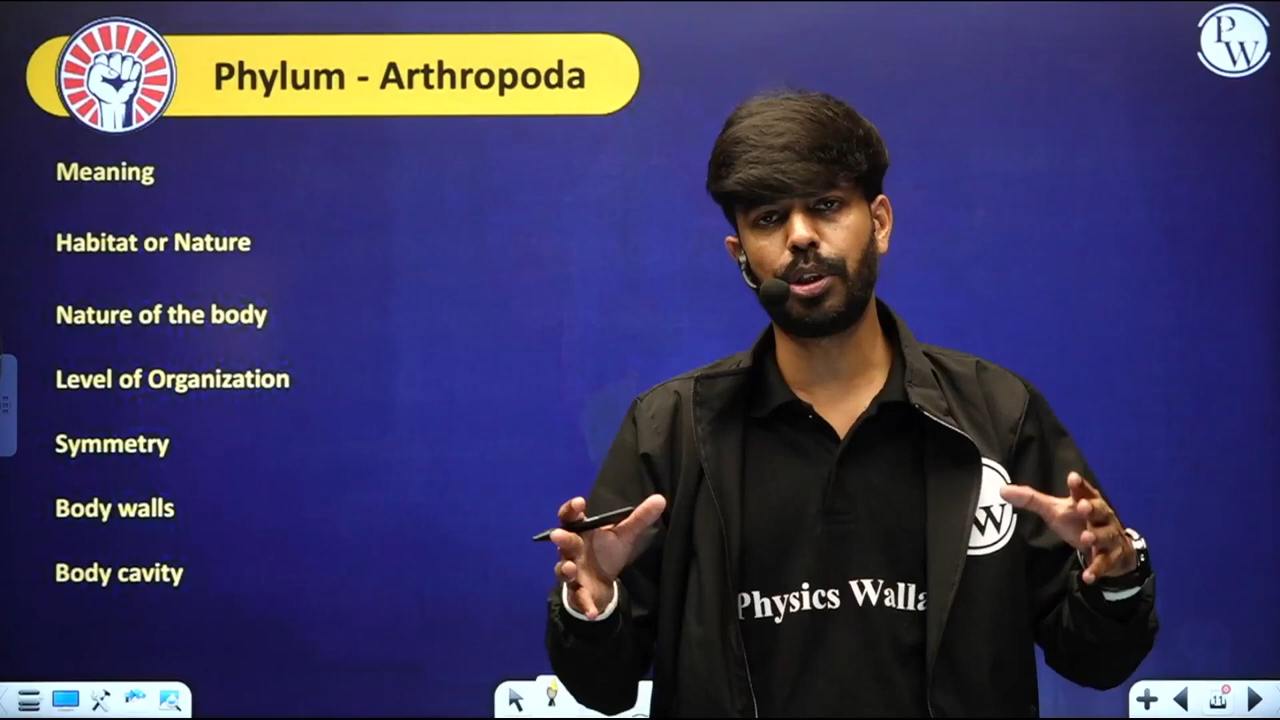 Phylum - Arthropoda
PW
Meaning
Habitat or Nature
Nature of the body
Level of Organization
Symmetry
Body walls
Body cavity
W
Physics Walla